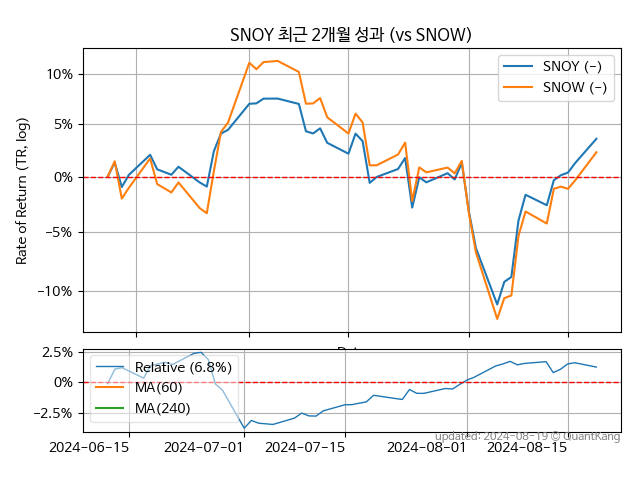 SNOY 최근 2개월 성과 (vs SNOW)
SNOY (-)
SNOW (-)
Rate of Return (TR, log)
10%
5%
0%
−5%
−10%
2.5%
0%
−2.5%
Relative (6.8%)
MA(60)
MA(240)
2024-06-15
2024-07-01
2024-07-15
2024-08-01
2024-08-15
updated: 2024-08-19 © QuantKang